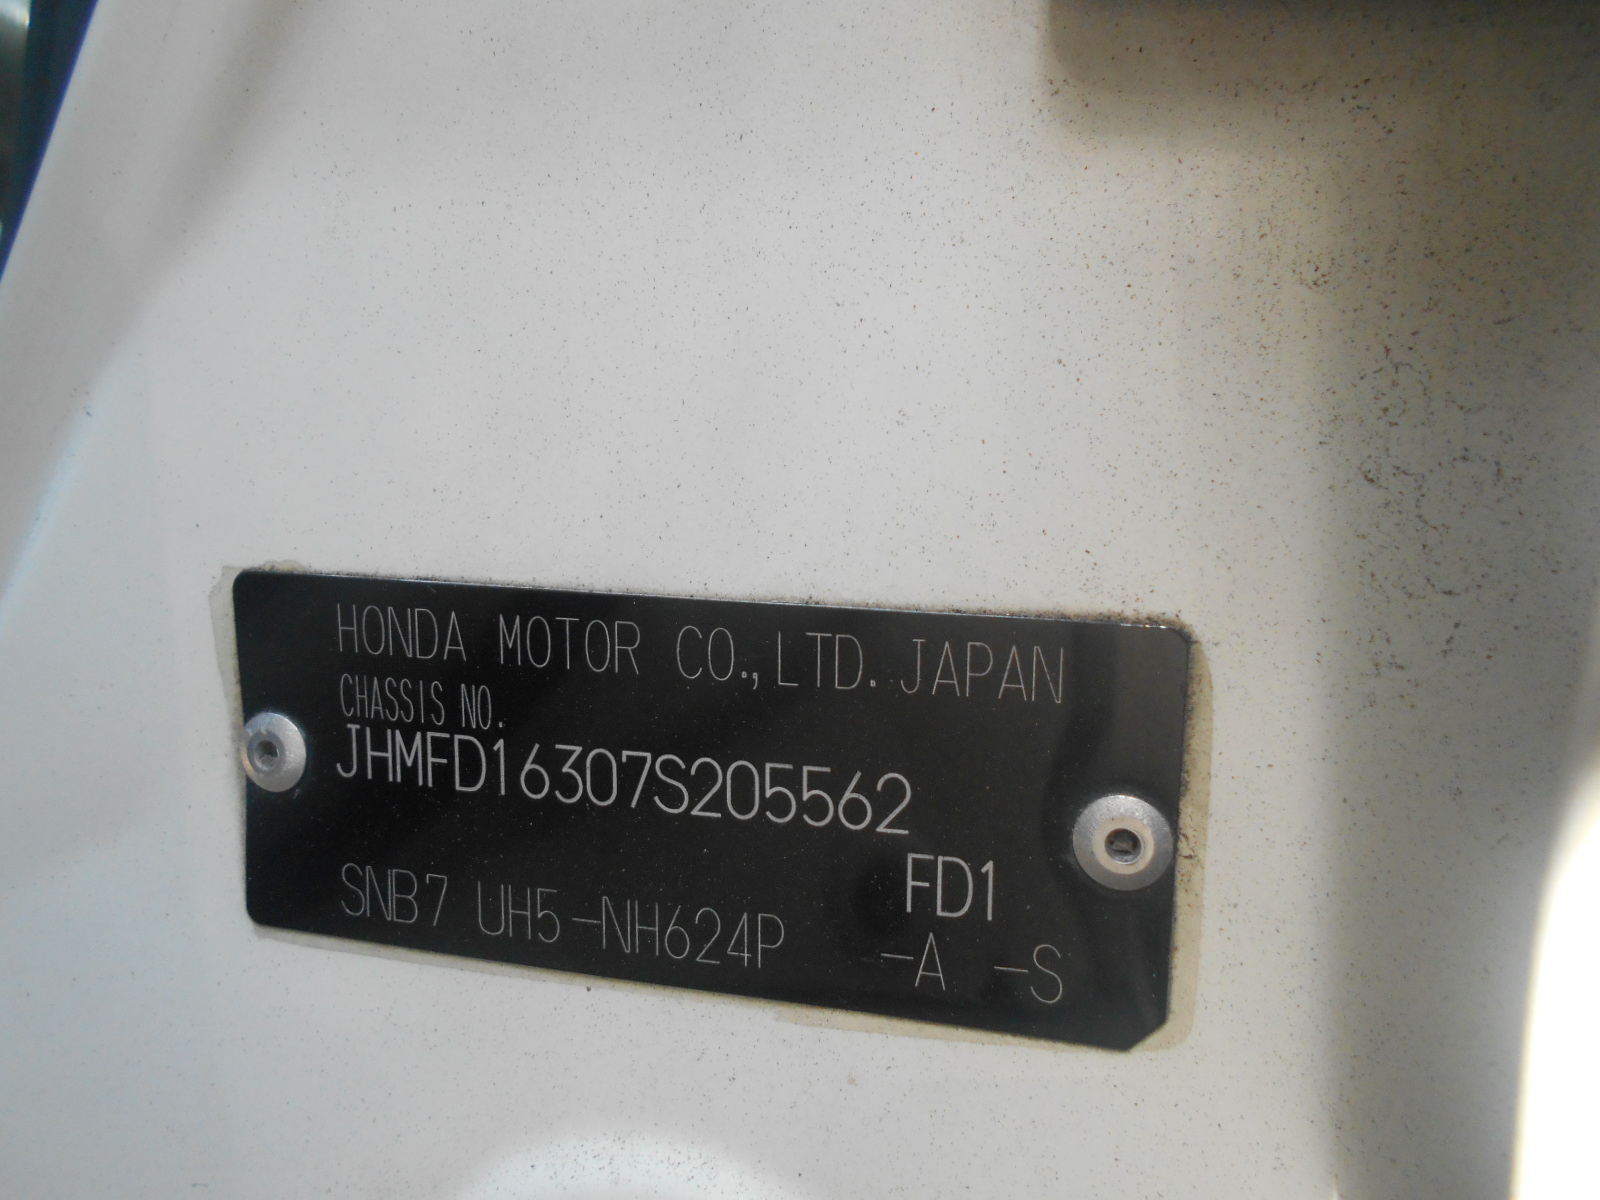 HONDA MOTOR CO.,LTD. JAPAN
CHASSIS NO.
JHMFD16307S205562
FD1
SNB7 UH5-NH624P -A -S